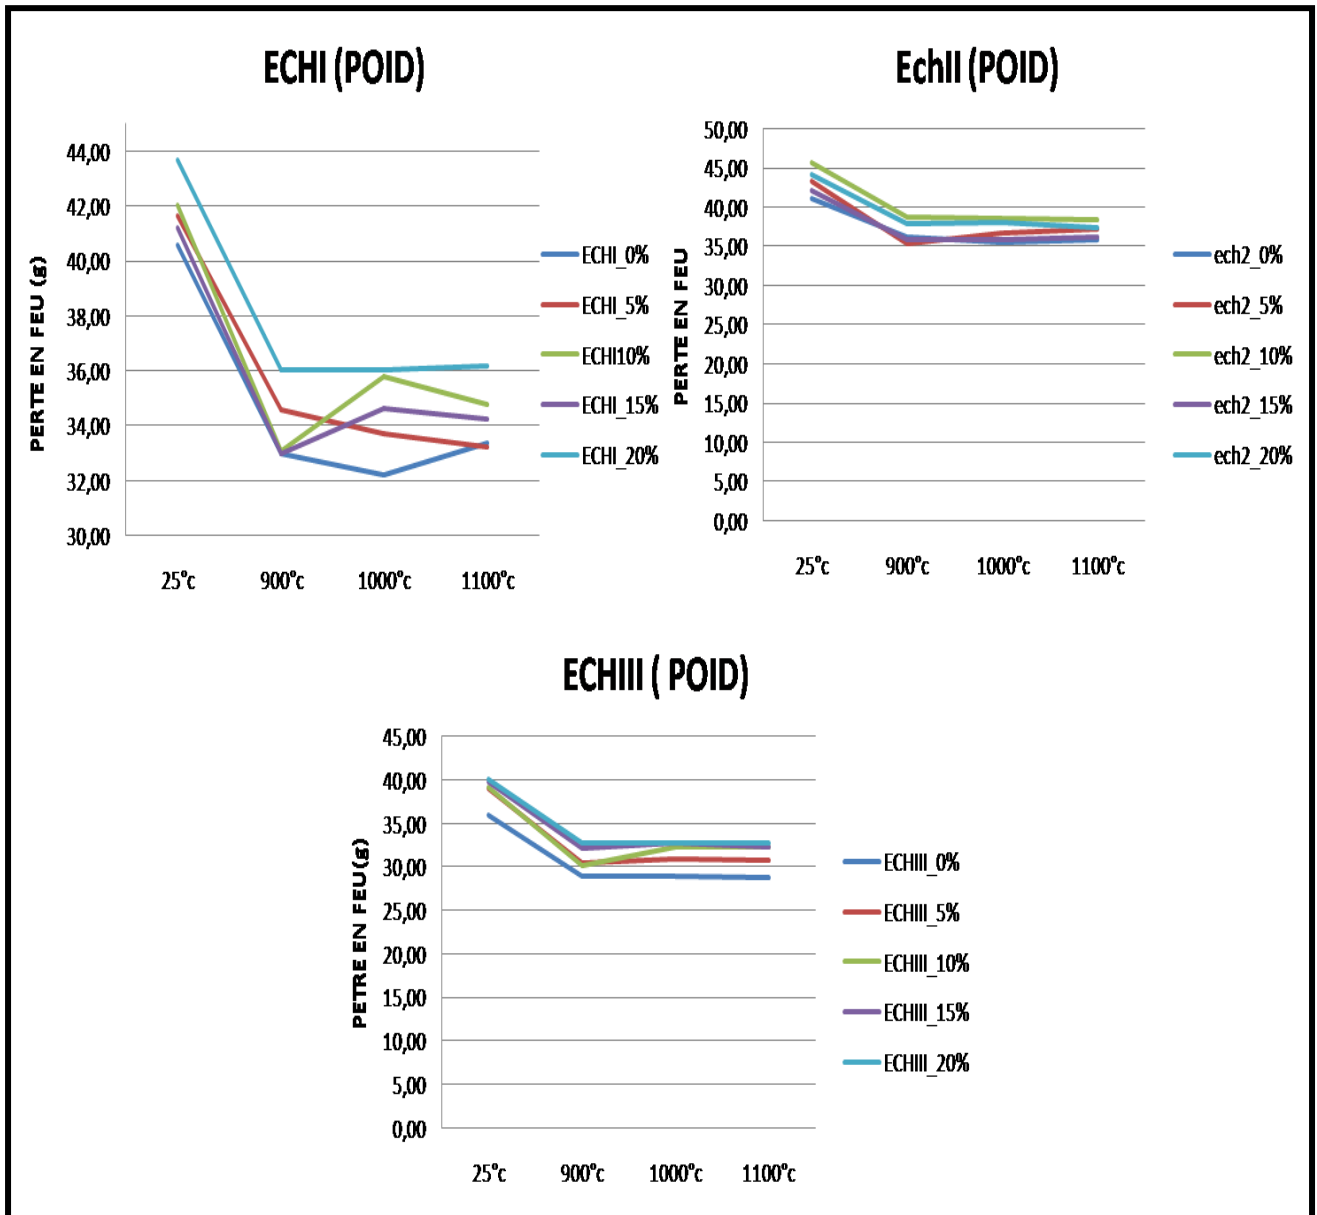 ECHI (POID)
PERTE EN FEU (g)
44,00
42,00
40,00
38,00
36,00
34,00
32,00
30,00
25°c 900°c 1000°c 1100°c
ECHI_0%
ECHI_5%
ECHI10%
ECHI_15%
ECHI_20%
EchII (POID)
PERTE EN FEU
50,00
45,00
40,00
35,00
30,00
25,00
20,00
15,00
10,00
5,00
0,00
25°c 900°c 1000°c 1100°c
ech2_0%
ech2_5%
ech2_10%
ech2_15%
ech2_20%
ECHIII ( POID)
PETRE EN FEU(g)
45,00
40,00
35,00
30,00
25,00
20,00
15,00
10,00
5,00
0,00
25°c 900°c 1000°c 1100°c
ECHIII_0%
ECHIII_5%
ECHIII_10%
ECHIII_15%
ECHIII_20%